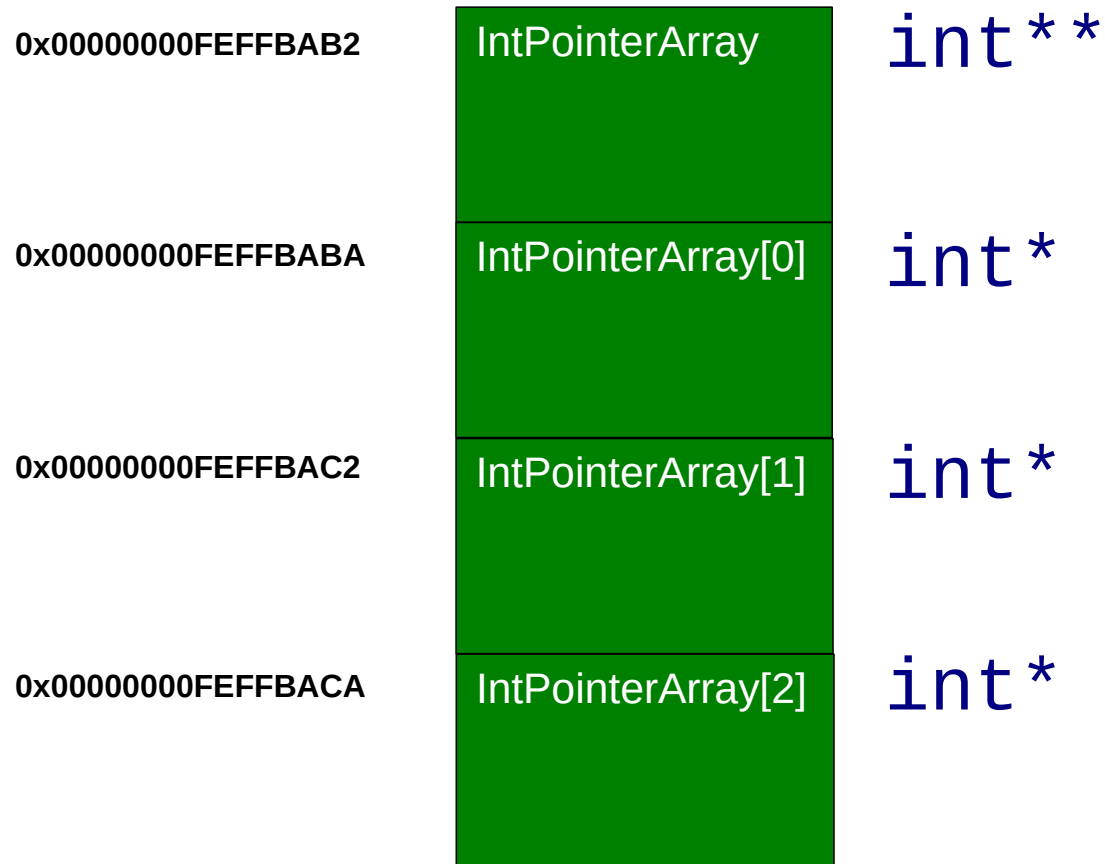 0x00000000FEFFBAB2 IntPointerArray int**
0x00000000FEFFBABA IntPointerArray[0] int*
0x00000000FEFFBAC2 IntPointerArray[1] int*
0x00000000FEFFBACA IntPointerArray[2] int*